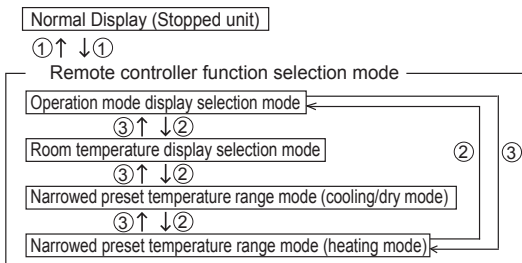 Normal Display (Stopped unit)
①↑ ↓①
Remote controller function selection mode
Operation mode display selection mode
③↑ ↓②
Room temperature display selection mode
② ③
③↑ ↓②
Narrowed preset temperature range mode (cooling/dry mode)
③↑ ↓②
Narrowed preset temperature range mode (heating mode)